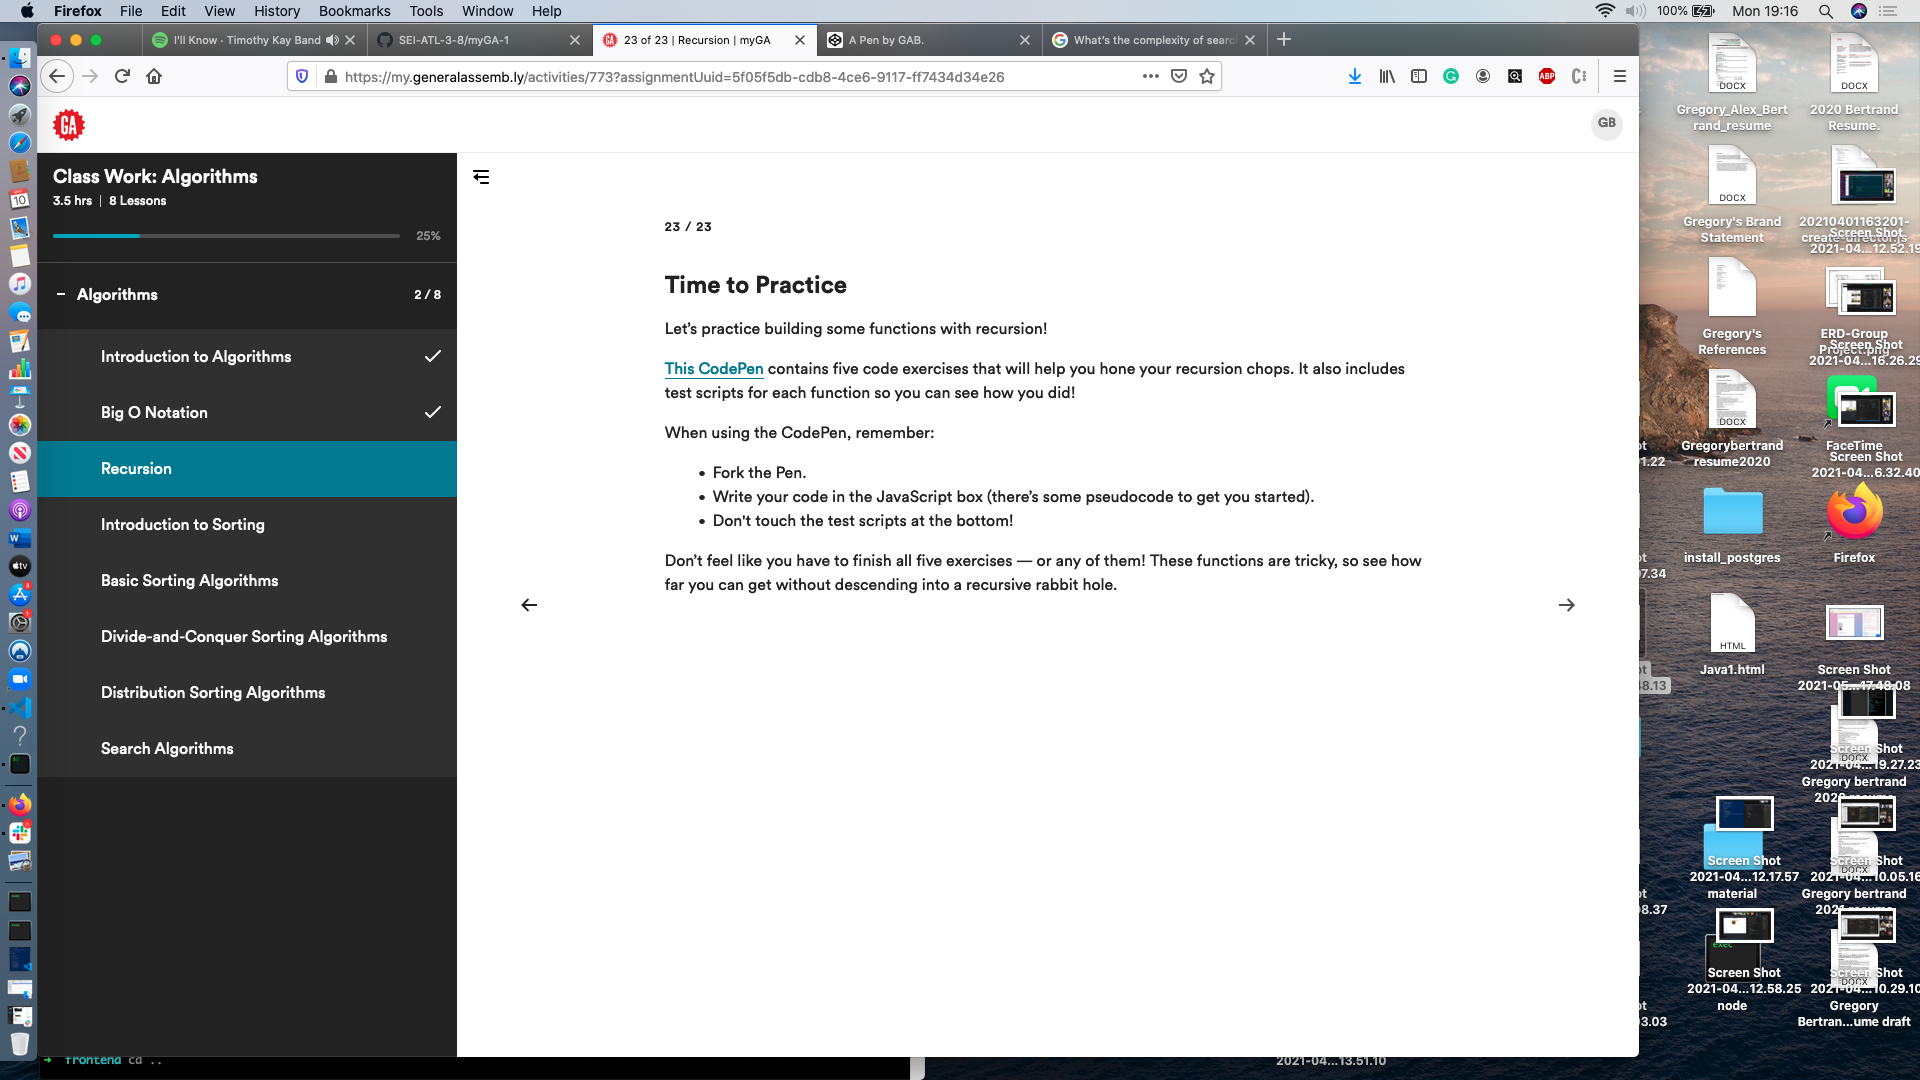 Firefox File Edit View History Bookmarks Tools Window Help 100% Mon 19:16
I'll Know · Timothy Kay Band
SEI-ATL-3-8/myGA-1
23 of 23 | Recursion | myGA
A Pen by GAB.
What's the complexity of searc
https://my.generalassemb.ly/activities/773?assignmentUuid=5f05f5db-cdb8-4ce6-9117-ff7434d34e26
ABP
GA
GB
Class Work: Algorithms
3.5 hrs | 8 Lessons
25%
Algorithms 2 / 8
Introduction to Algorithms
Big O Notation
Recursion
Introduction to Sorting
Basic Sorting Algorithms
Divide-and-Conquer Sorting Algorithms
Distribution Sorting Algorithms
Search Algorithms
23 / 23
Time to Practice
Let's practice building some functions with recursion!
This CodePen contains five code exercises that will help you hone your recursion chops. It also includes
test scripts for each function so you can see how you did!
When using the CodePen, remember:
• Fork the Pen.
• Write your code in the JavaScript box (there's some pseudocode to get you started).
• Don't touch the test scripts at the bottom!
Don't feel like you have to finish all five exercises — or any of them! These functions are tricky, so see how
far you can get without descending into a recursive rabbit hole.
DOCX
Gregory_Alex_Bert
rand_resume
DOCX
2020 Bertrand
Resume.
DOCX
Gregory's Brand
Statement
20210401163201-
create-director.js
Screen Shot
2021-04...12.52.19
Gregory's
References
ERD-Group
Project.png
Screen Shot
2021-04...16.26.29
DOCX
Gregorybertrand
resume2020
FaceTime
Screen Shot
2021-04...6.32.40
install_postgres
Firefox
HTML
Java1.html
Screen Shot
2021-05...17.48.08
Screen Shot
2021-04...19.27.23
Gregory bertrand
Screen Shot
2021-04...12.17.57
material
Screen Shot
2021-04...10.05.16
Gregory bertrand
exec
Screen Shot
2021-04...12.58.25
node
Screen Shot
2021-04...10.29.10
DOCX
Gregory
Bertran...ume draft
frontend cd ..
2021-04...13.51.10